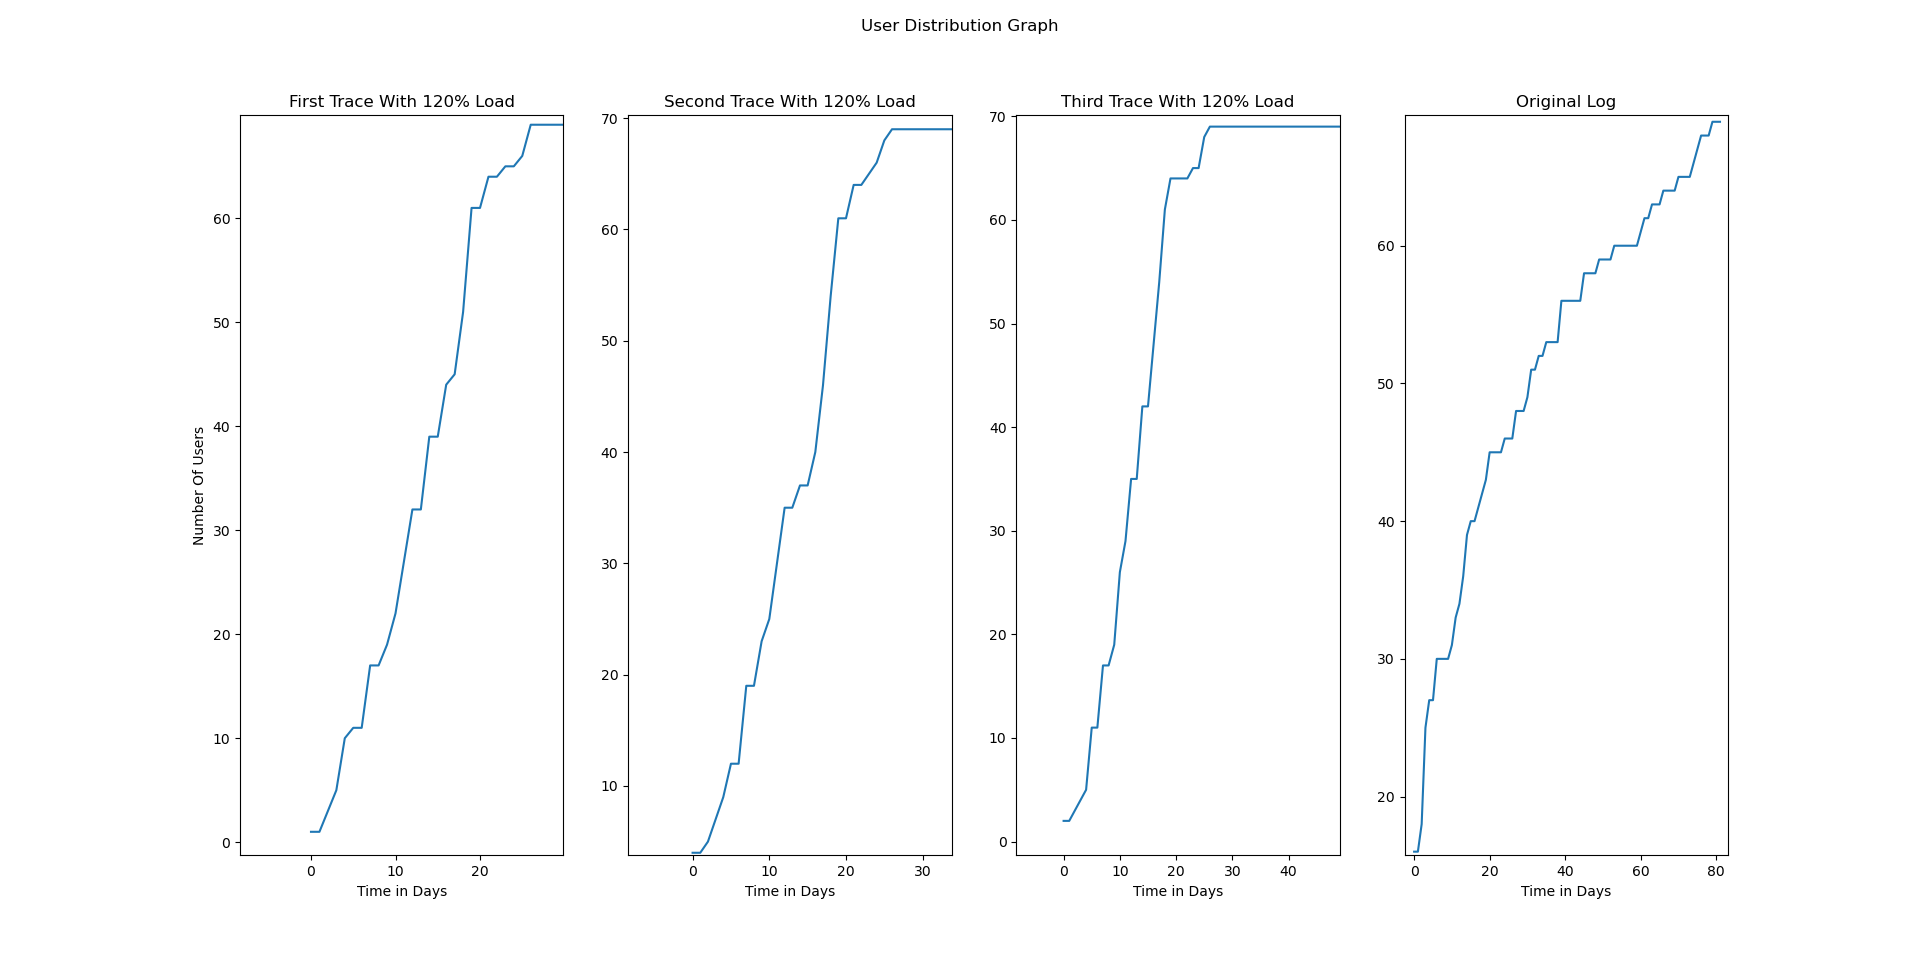 User Distribution Graph
First Trace With 120% Load
Number Of Users
60
50
40
30
20
10
0
0 10 20
Time in Days
Second Trace With 120% Load
70
60
50
40
30
20
10
0 10 20 30
Time in Days
Third Trace With 120% Load
70
60
50
40
30
20
10
0
0 10 20 30 40
Time in Days
Original Log
60
50
40
30
20
0 20 40 60 80
Time in Days